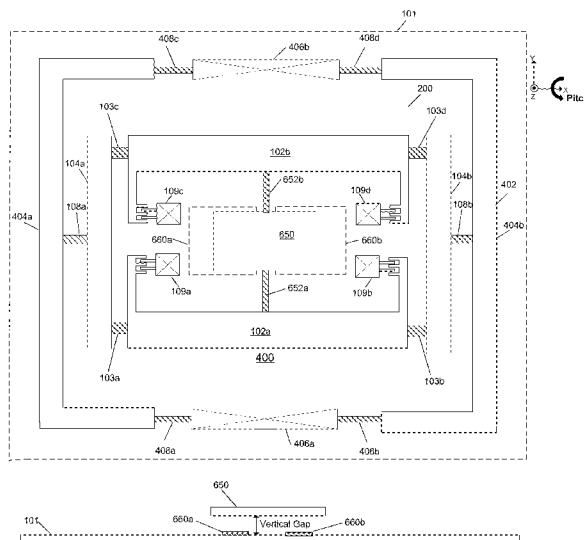 101
408c
406b
408d
Y
X
Z
Pitc
200
103c
103d
104a
102b
104b
402
652b
109c
109d
108a
108b
404a
660a
650
660b
404b
109a
652a
109b
102a
103a
400
103b
408a
406a
406b
650
101
660a
Vertical Gap
660b